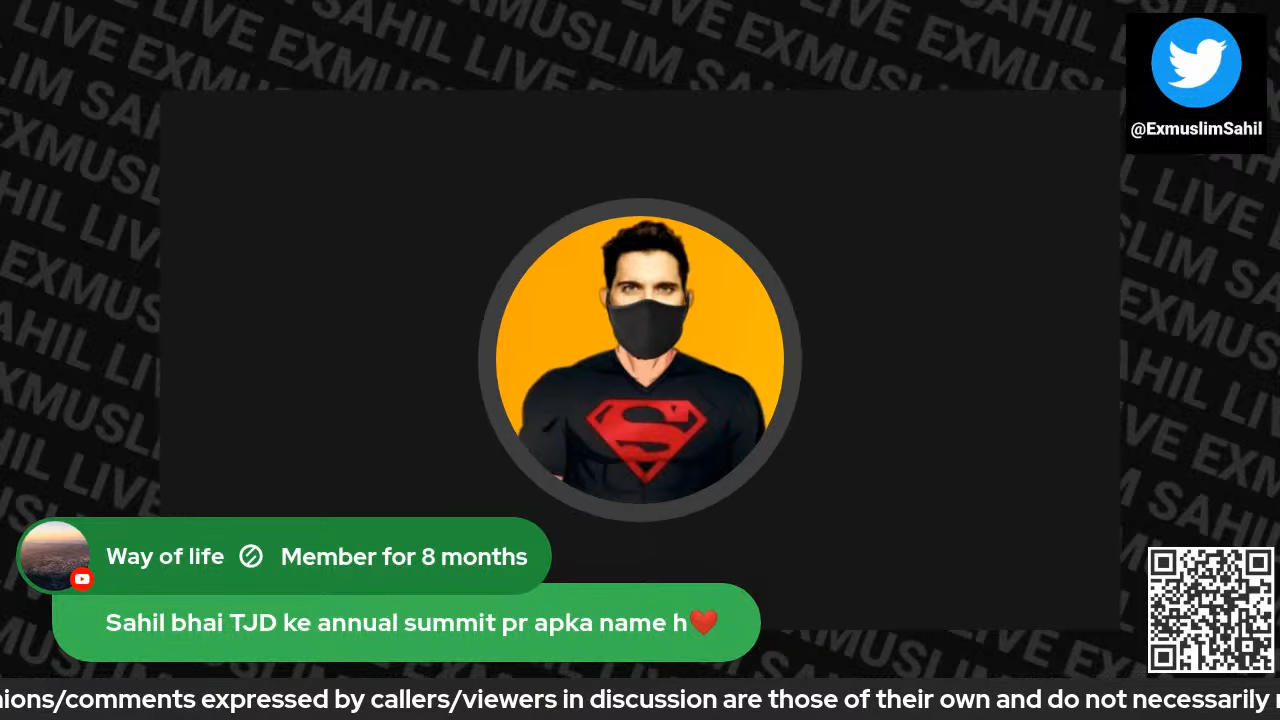 @ExmuslimSahil
Way of life Member for 8 months
Sahil bhai TJD ke annual summit pr apka name h❤️
comments expressed by callers/viewers in discussion are those of their own and do not necessarily